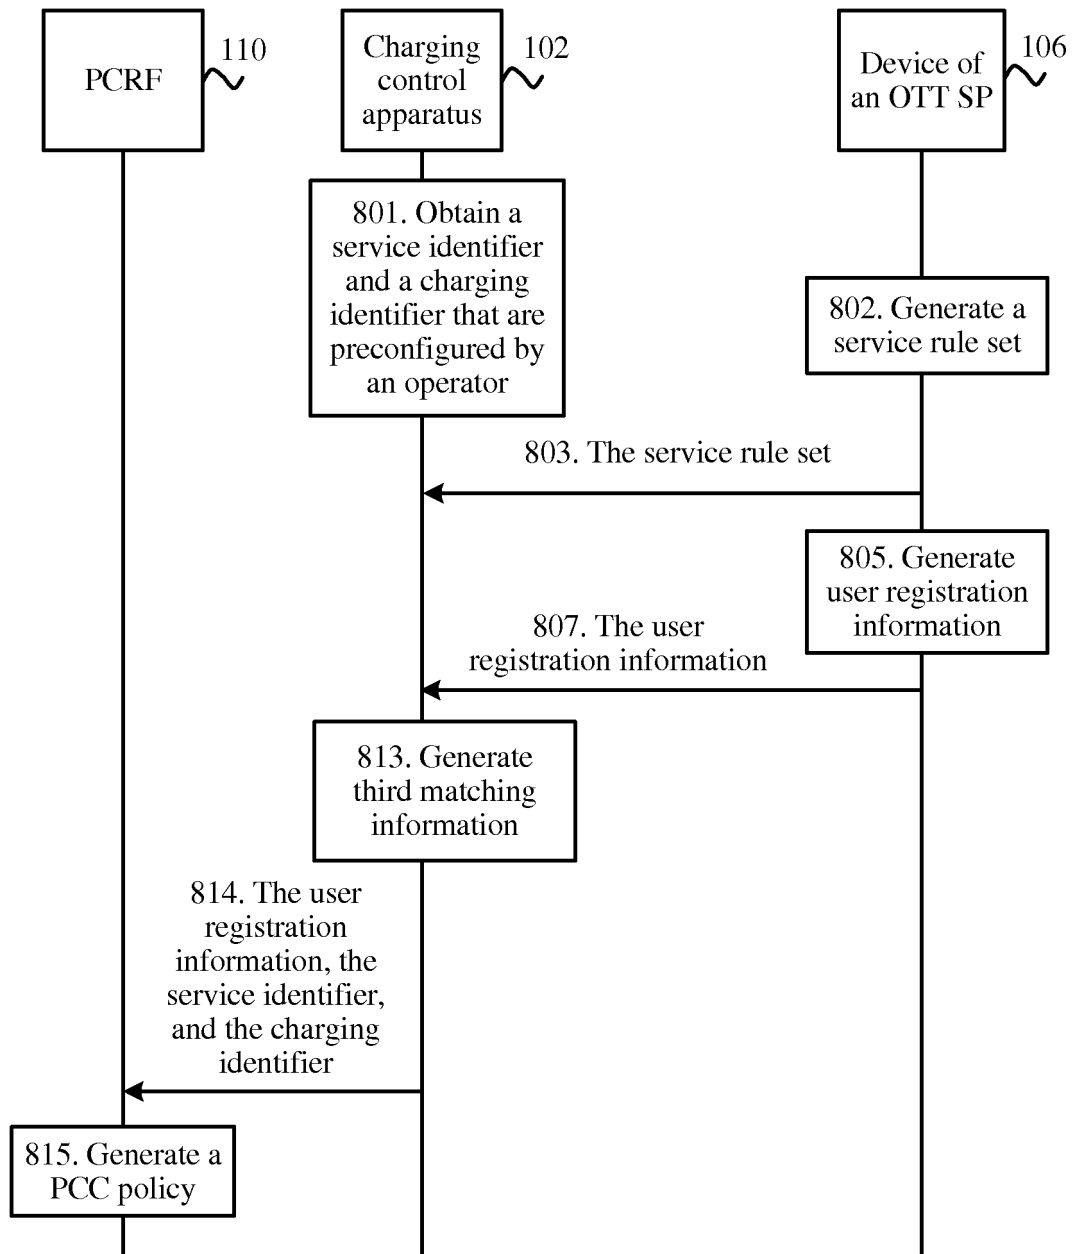 PCRF
110
Charging
control
apparatus
102
Device of
an OTT SP
106
801. Obtain a
service identifier
and a charging
identifier that are
preconfigured by
an operator
802. Generate a
service rule set
803. The service rule set
805. Generate
user registration
information
807. The user
registration information
813. Generate
third matching
information
814. The user
registration
information, the
service identifier,
and the charging
identifier
815. Generate a
PCC policy